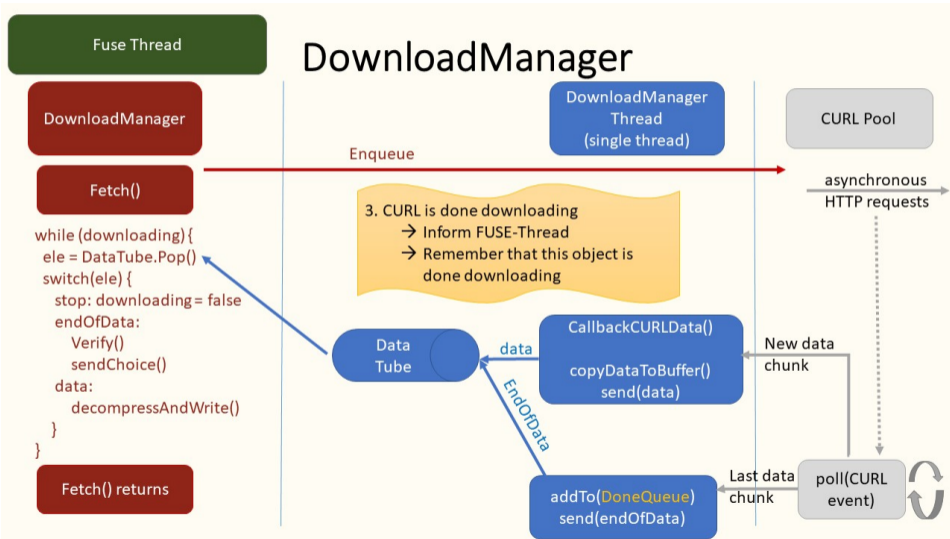 Fuse Thread
DownloadManager
DownloadManager
DownloadManager
Thread
(single thread)
CURL Pool
Enqueue
Fetch()
asynchronous
HTTP requests
3. CURL is done downloading
→ Inform FUSE-Thread
→ Remember that this object is
done downloading
while (downloading) {
ele = DataTube.Pop()
switch(ele) {
stop: downloading = false
endOfData:
Verify()
sendChoice()
data:
decompressAndWrite()
}
}
Data
Tube
data
EndOfData
CallbackCURLData()
copyDataToBuffer()
send(data)
New data
chunk
Fetch() returns
addTo(DoneQueue)
send(endOfData)
Last data
chunk
poll(CURL
event)